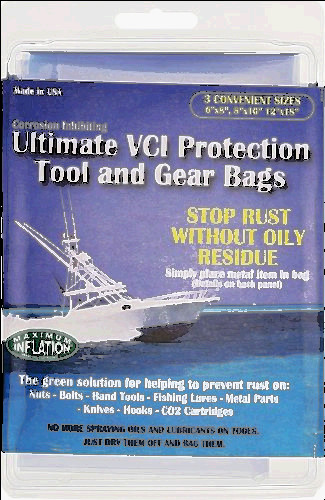 Made in USA
3 CONVENIENT SIZES
6"x8", 8"x10" 12"x18"
Corrosion Inhibiting
Ultimate VCI Protection
Tool and Gear Bags
STOP RUST
WITHOUT OILY
RESIDUE
Simply place metal item in bag
(Details on back panel)
MAXIMUM
INFLATION
The green solution for helping to prevent rust on:
Nuts - Bolts - Hand Tools - Fishing Lures - Metal Parts
- Knives - Hooks - CO2 Cartridges
NO MORE SPRAYING OILS AND LUBRICANTS ON TOOLS.
JUST DRY THEM OFF AND BAG THEM.